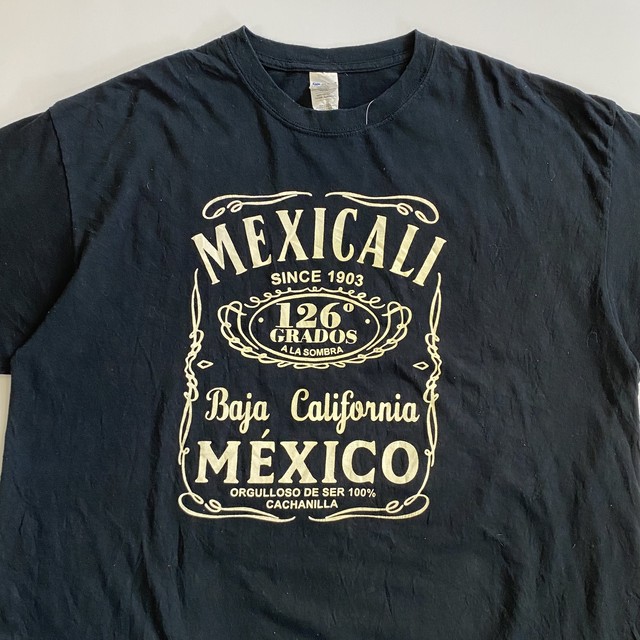 MEXICALI
SINCE 1903
126°
GRADOS
A LA SOMBRA
Baja California
MÉXICO
ORGULLOSO DE SER 100%
CACHANILLA